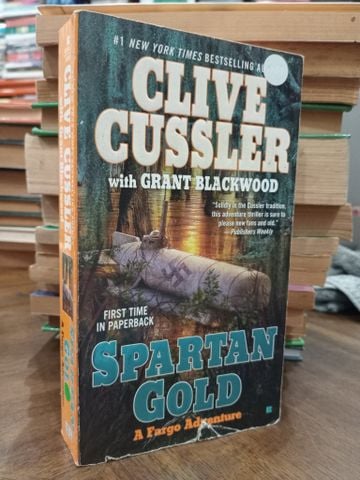 #1 NEW YORK TIMES BESTSELLING
CLIVE
CUSSLER
with GRANT BLACKWOOD
"Solidly in the Cussler tradition,
this adventure thriller is sure to
please new fans and old."
—Publishers Weekly
FIRST TIME
IN PAPERBACK
SPARTAN
GOLD
A Fargo Adventure
CLIVE CUSSLER